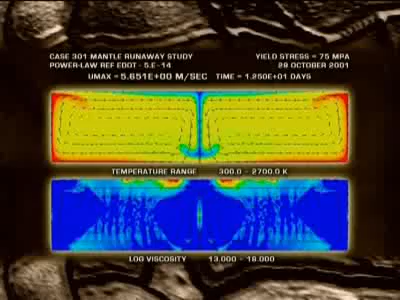 CASE 301 MANTLE RUNAWAY STUDY YIELD STRESS = 75 MPA
POWER-LAW REF EDOT - 5.E-14 29 OCTOBER 2001
UMAX = 5.651E+00 M/SEC TIME = 1.250E+01 DAYS
TEMPERATURE RANGE 300.0 - 2700.0 K
LOG VISCOSITY 13.000 - 18.000